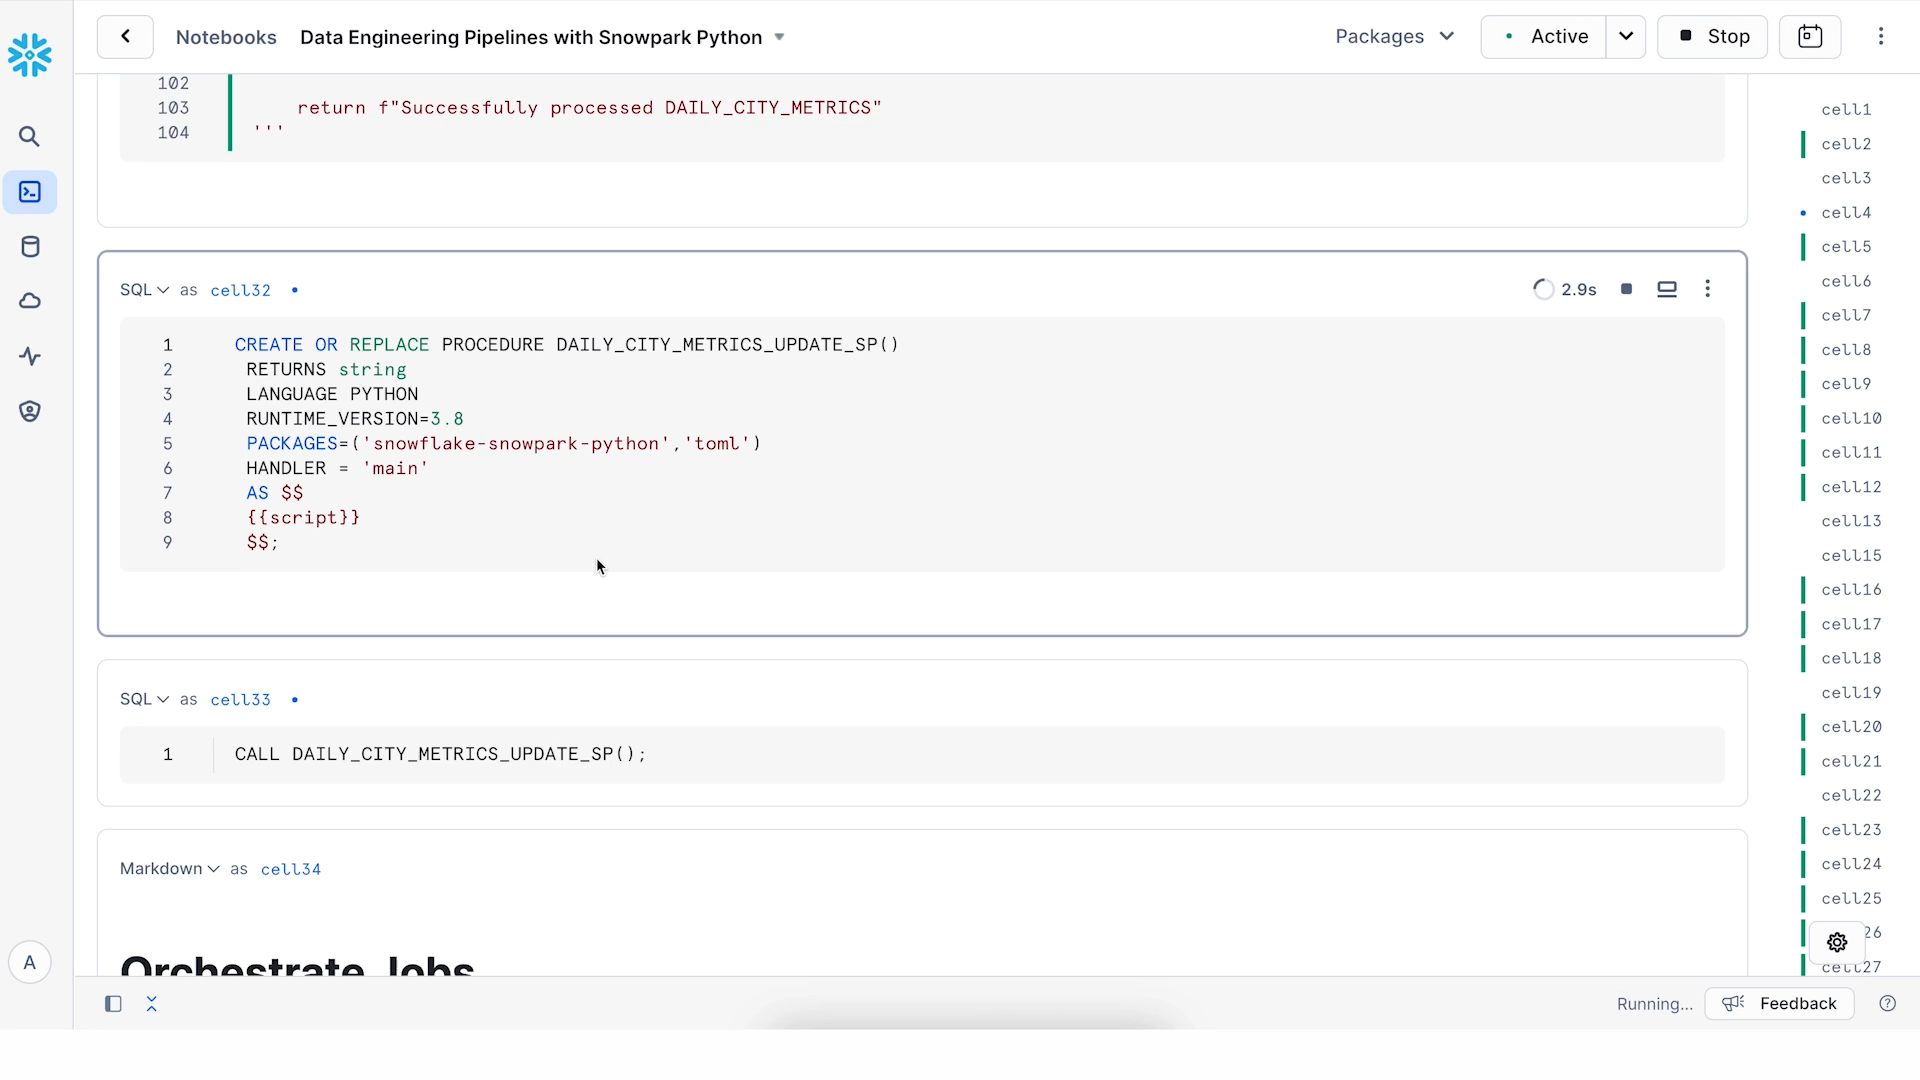 Notebooks Data Engineering Pipelines with Snowpark Python
Packages Active Stop
102
103 return f"Successfully processed DAILY_CITY_METRICS"
104 '''
SQL as cell32 2.9s
1 CREATE OR REPLACE PROCEDURE DAILY_CITY_METRICS_UPDATE_SP()
2 RETURNS string
3 LANGUAGE PYTHON
4 RUNTIME_VERSION=3.8
5 PACKAGES=('snowflake-snowpark-python','toml')
6 HANDLER = 'main'
7 AS $$
8 {{script}}
9 $$;
SQL as cell33
1 CALL DAILY_CITY_METRICS_UPDATE_SP();
Markdown as cell34
Orchestrate Jobs
cell1
cell2
cell3
cell4
cell5
cell6
cell7
cell8
cell9
cell10
cell11
cell12
cell13
cell15
cell16
cell17
cell18
cell19
cell20
cell21
cell22
cell23
cell24
cell25
26
cell27
A
Running... Feedback